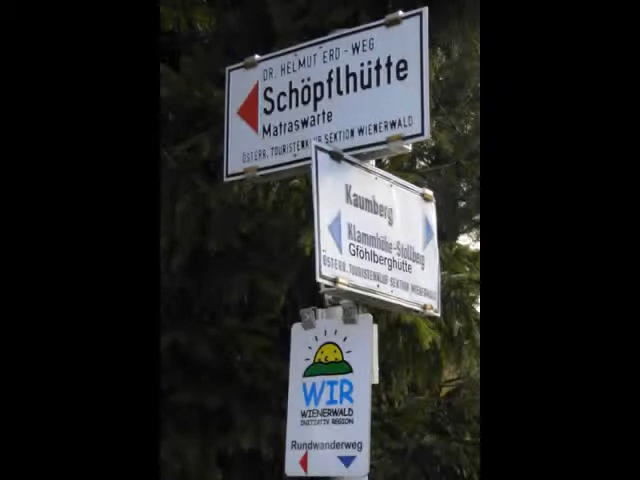 DR. HELMUT ERD - WEG
Schöpflhütte
Matraswarte
ÖSTERR. TOURISTENKLUB SEKTION WIENERWALD
Kaumberg
Klammhöhe-Stollberg
Gföhlberghütte
ÖSTERR. TOURISTENKLUB SEKTION WIENERWALD
WIR
WIENERWALD
INITIATIV REGION
Rundwanderweg